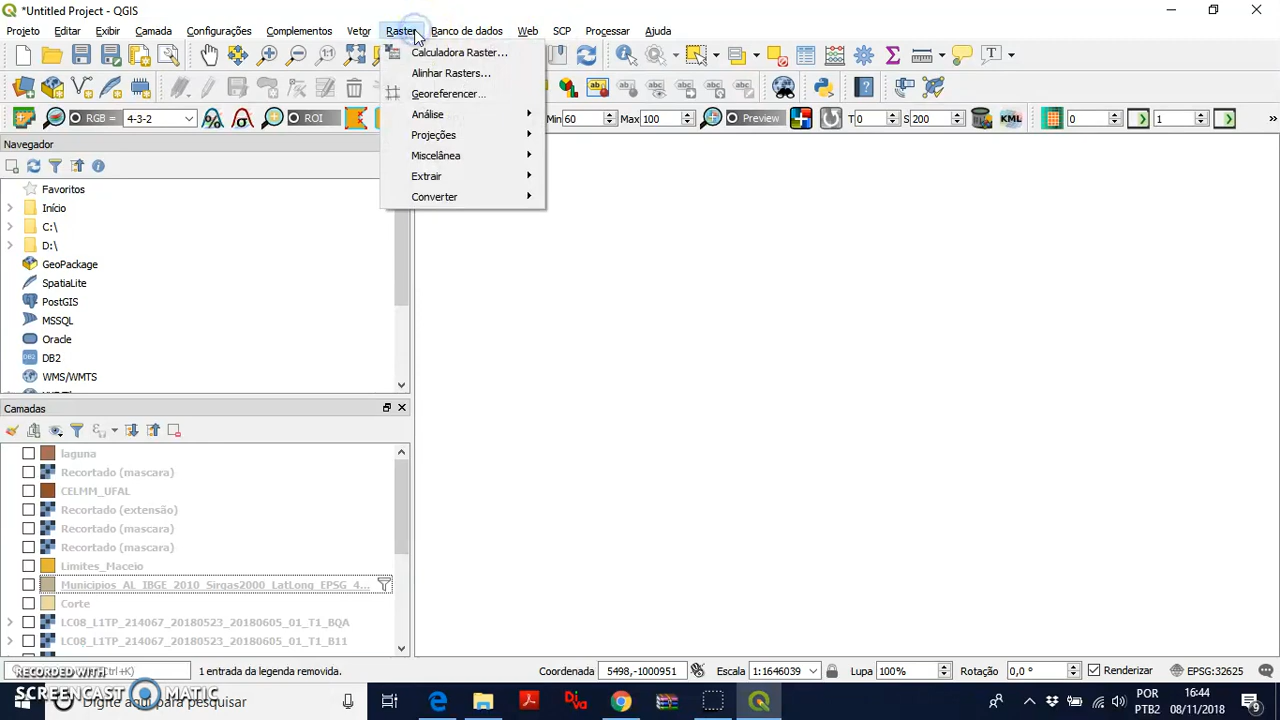 *Untitled Project - QGIS
Projeto Editar Exibir Camada Configurações Complementos Vetor Raster Banco de dados Web SCP Processar Ajuda
Calculadora Raster...
Alinhar Rasters...
Georeferencer...
Análise
Projeções
Miscelânea
Extrair
Converter
RGB = 4-3-2 ROI Min 60 Max 100 Preview T 0 S 200 KML 0 1
Navegador
Favoritos
Início
C:\
D:\
GeoPackage
SpatiaLite
PostGIS
MSSQL
Oracle
DB2
WMS/WMTS
Camadas
laguna
Recortado (mascara)
CELMM_UFAL
Recortado (extensão)
Recortado (mascara)
Recortado (mascara)
Limites_Maceio
Municipios_AL_IBGE_2010_Sirgas2000_LatLong_EPSG_4...
Corte
LC08_L1TP_214067_20180523_20180605_01_T1_BQA
LC08_L1TP_214067_20180523_20180605_01_T1_B11
Ctrl+K) 1 entrada da legenda removida. Coordenada 5498,-1000951 Escala 1:1646039 Lupa 100% Rotação 0,0 ° Renderizar EPSG:32625
RECORDED WITH
SCREENCAST MATIC
Digite aqui para pesquisar
POR
PTB2
16:44
08/11/2018
9